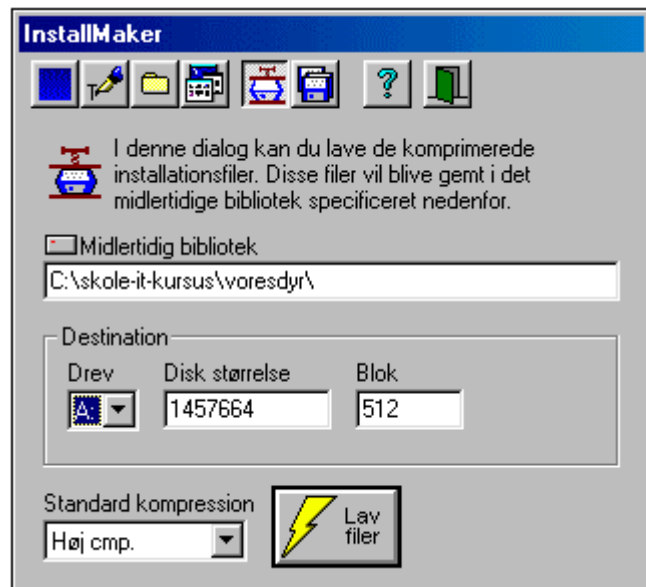 InstallMaker
I denne dialog kan du lave de komprimerede
installationsfiler. Disse filer vil blive gemt i det
midlertidige bibliotek specificeret nedenfor.
Midlertidig bibliotek
C:\skole-it-kursus\voresdyr\
Destination
Drev Disk størrelse Blok
A: 1457664 512
Standard kompression
Høj cmp.
Lav
filer